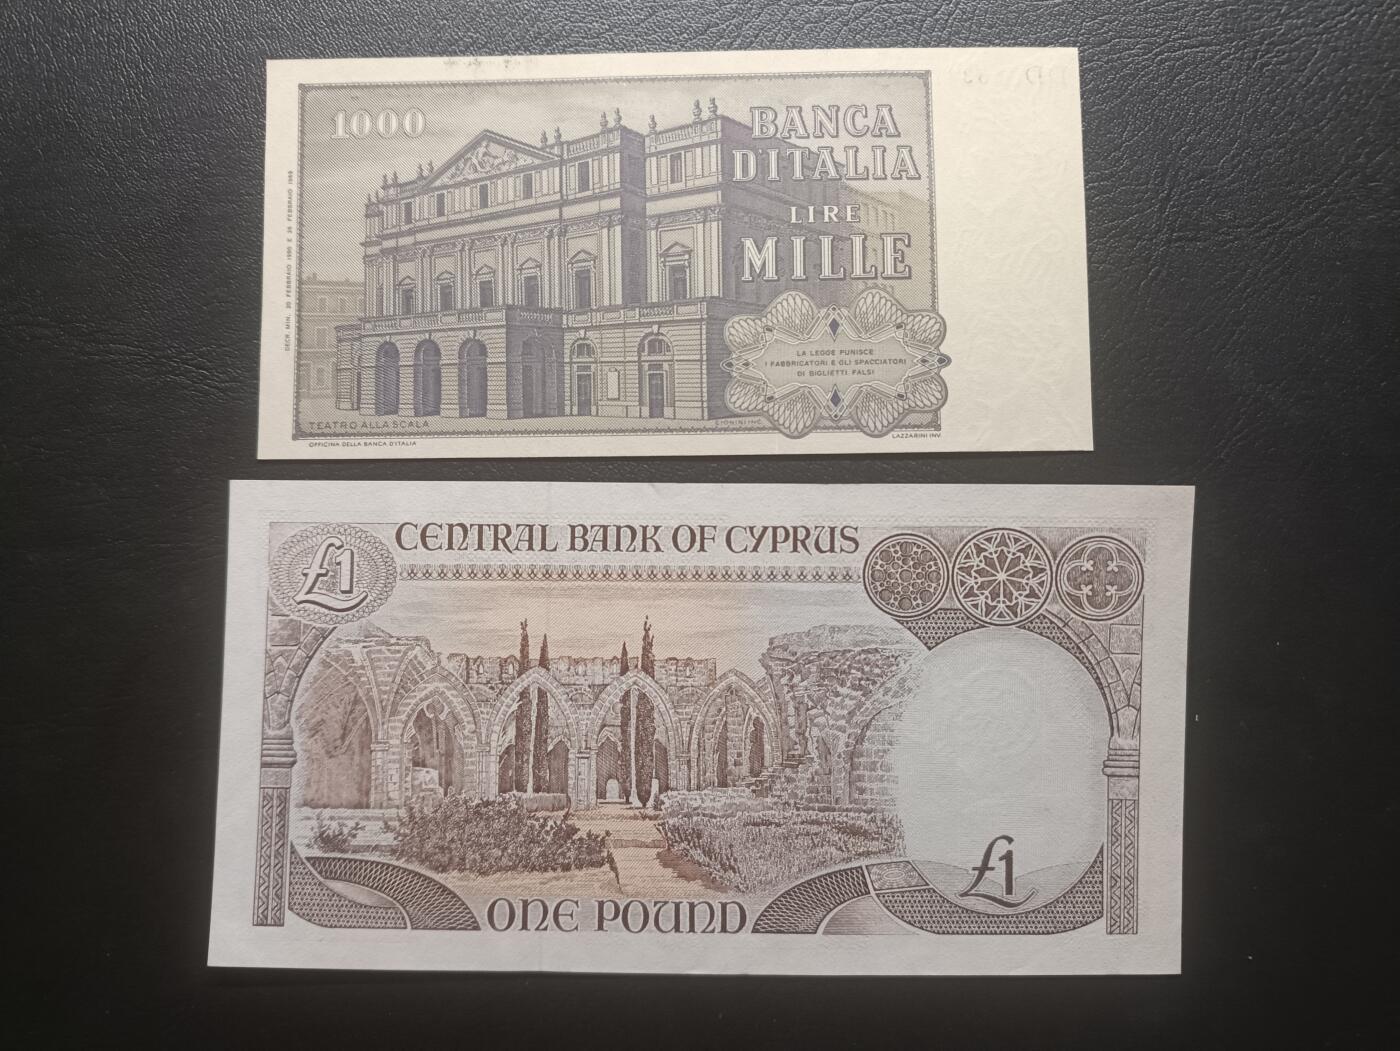 1000
BANCA
D'ITALIA
LIRE
MILLE
LA LEGGE PUNISCE
I FABBRICATORI E GLI SPACCIATORI
DI BIGLIETTI FALSI
TEATRO ALLA SCALA
OFFICINA DELLA BANCA D'ITALIA
LAZZARINI INV.
£1
CENTRAL BANK OF CYPRUS
£1
ONE POUND